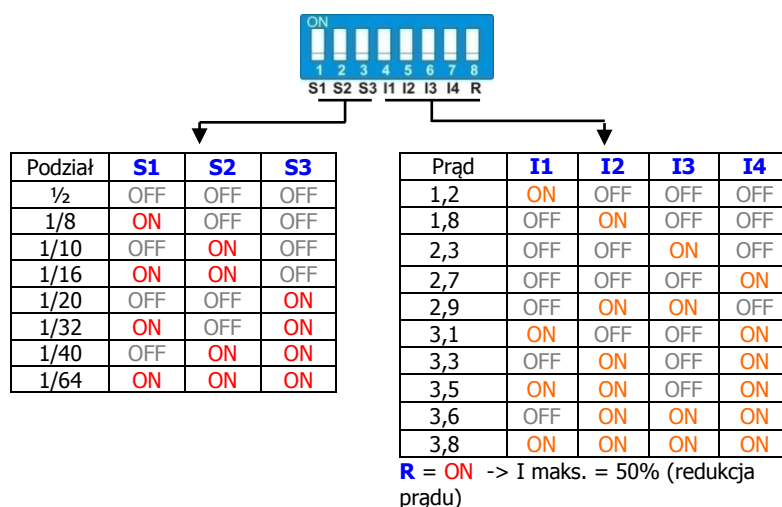 ON
1 2 3 4 5 6 7 8
S1 S2 S3 I1 I2 I3 I4 R
Podział S1 S2 S3
½ OFF OFF OFF
1/8 ON OFF OFF
1/10 OFF ON OFF
1/16 ON ON OFF
1/20 OFF OFF ON
1/32 ON OFF ON
1/40 OFF ON ON
1/64 ON ON ON
Prąd I1 I2 I3 I4
1,2 ON OFF OFF OFF
1,8 OFF ON OFF OFF
2,3 OFF OFF ON OFF
2,7 OFF OFF OFF ON
2,9 OFF ON ON OFF
3,1 ON OFF OFF ON
3,3 OFF ON OFF ON
3,5 ON ON OFF ON
3,6 OFF ON ON ON
3,8 ON ON ON ON
R = ON -> I maks. = 50% (redukcja
prądu)